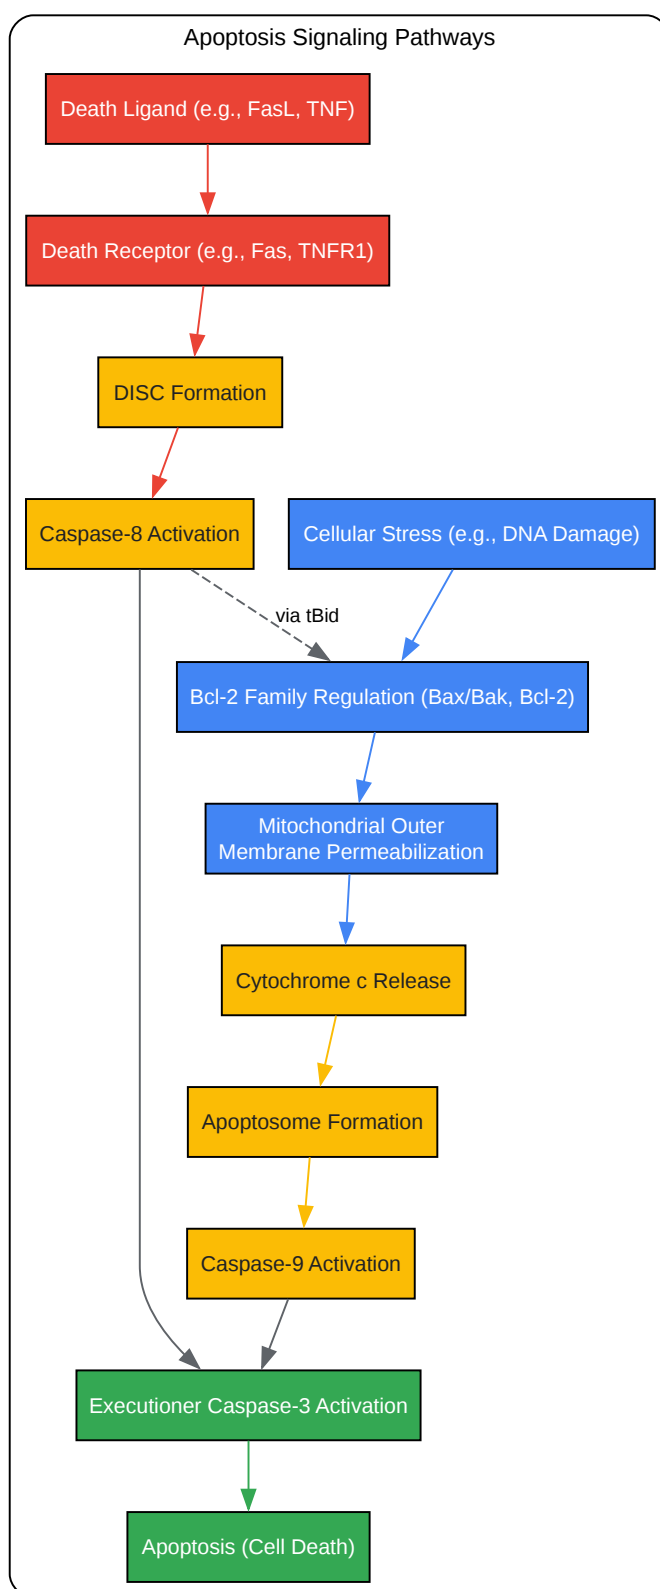 Apoptosis Signaling Pathways
Death Ligand (e.g., FasL, TNF)
Death Receptor (e.g., Fas, TNFR1)
DISC Formation
Caspase-8 Activation
Cellular Stress (e.g., DNA Damage)
via tBid
Bcl-2 Family Regulation (Bax/Bak, Bcl-2)
Mitochondrial Outer
Membrane Permeabilization
Cytochrome c Release
Apoptosome Formation
Caspase-9 Activation
Executioner Caspase-3 Activation
Apoptosis (Cell Death)